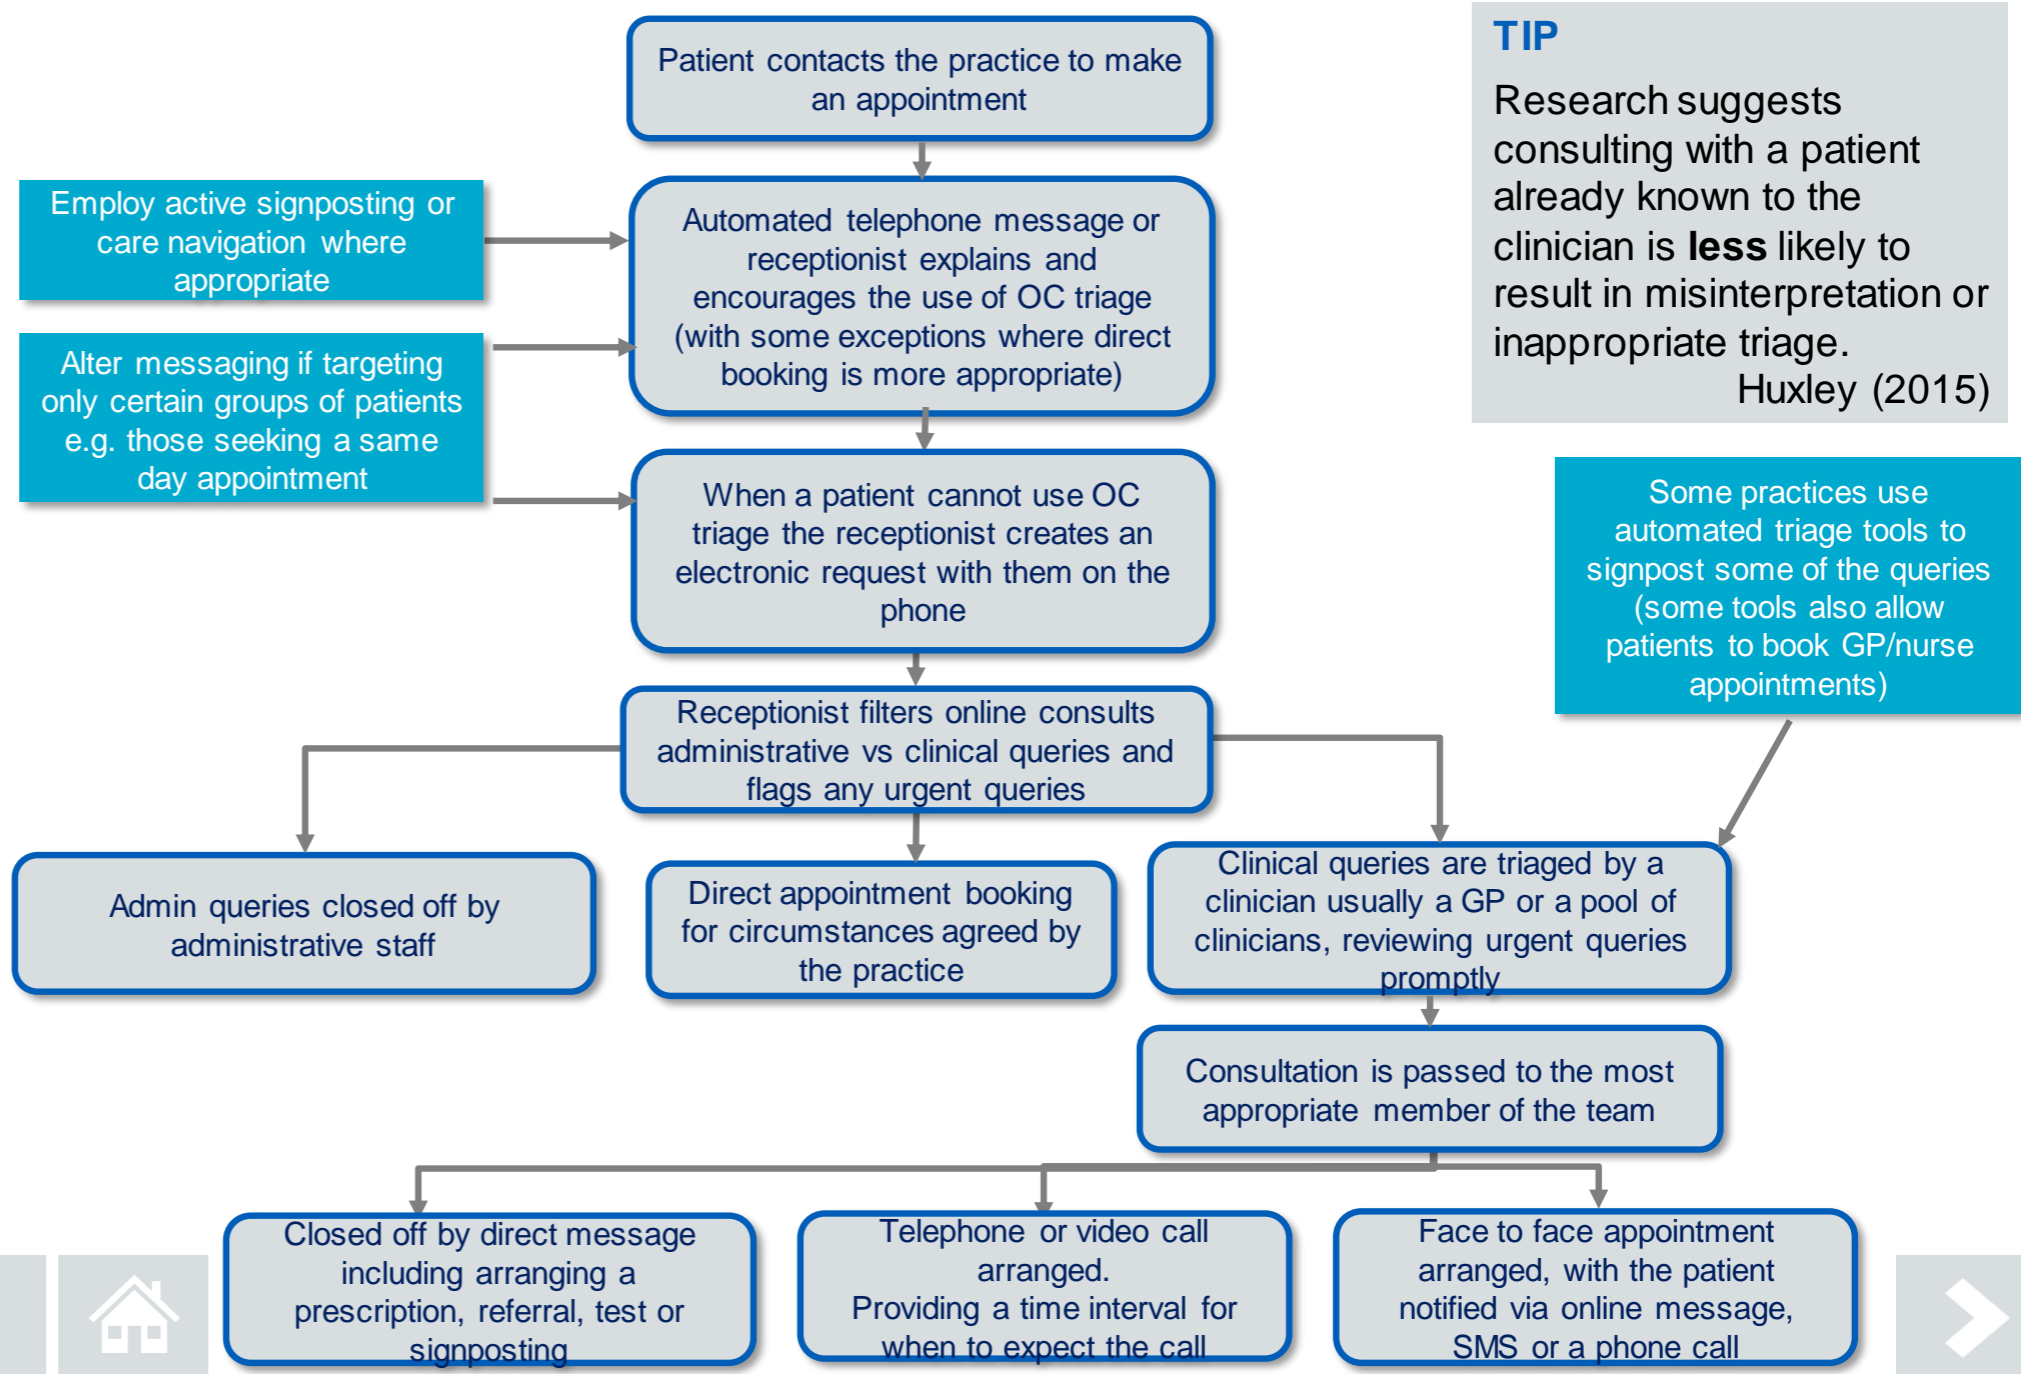 Patient contacts the practice to make
an appointment
TIP
Research suggests
consulting with a patient
already known to the
clinician is less likely to
result in misinterpretation or
inappropriate triage.
Huxley (2015)
Employ active signposting or
care navigation where
appropriate
Automated telephone message or
receptionist explains and
encourages the use of OC triage
(with some exceptions where direct
booking is more appropriate)
Alter messaging if targeting
only certain groups of patients
e.g. those seeking a same
day appointment
When a patient cannot use OC
triage the receptionist creates an
electronic request with them on the
phone
Some practices use
automated triage tools to
signpost some of the queries
(some tools also allow
patients to book GP/nurse
appointments)
Receptionist filters online consults
administrative vs clinical queries and
flags any urgent queries
Admin queries closed off by
administrative staff
Direct appointment booking
for circumstances agreed by
the practice
Clinical queries are triaged by a
clinician usually a GP or a pool of
clinicians, reviewing urgent queries
promptly
Consultation is passed to the most
appropriate member of the team
Closed off by direct message
including arranging a
prescription, referral, test or
signposting
Telephone or video call
arranged.
Providing a time interval for
when to expect the call
Face to face appointment
arranged, with the patient
notified via online message,
SMS or a phone call